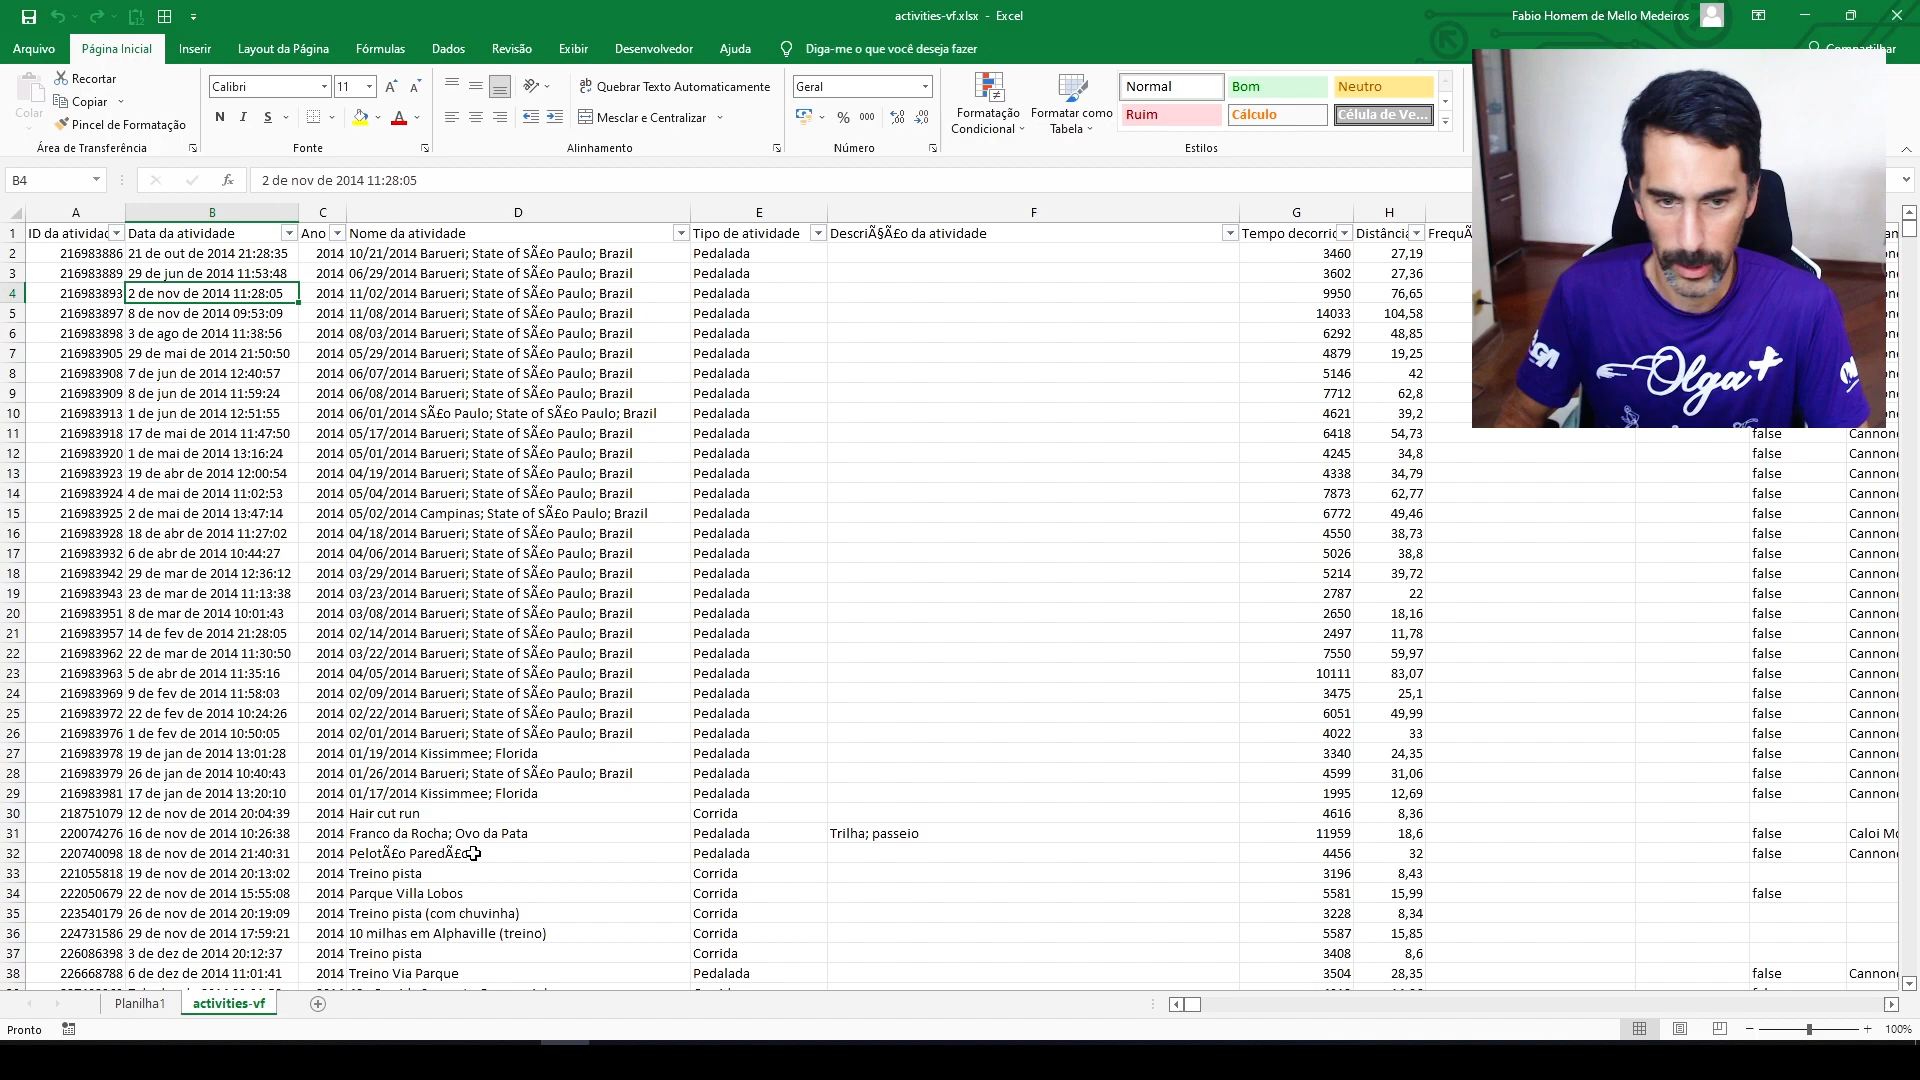 activities-vf.xlsx - Excel
Fabio Homem de Mello Medeiros
Arquivo Página Inicial Inserir Layout da Página Fórmulas Dados Revisão Exibir Desenvolvedor Ajuda Diga-me o que você deseja fazer Compartilhar
Colar
Recortar
Copiar
Pincel de Formatação
Área de Transferência
Calibri 11
N I S
Fonte
Quebrar Texto Automaticamente
Mesclar e Centralizar
Alinhamento
Geral
% 000
Número
Formatação Condicional
Formatar como Tabela
Normal Bom Neutro
Ruim Cálculo Célula de Ve...
Estilos
B4 fx 2 de nov de 2014 11:28:05
A B C D E F G H
1 ID da atividad Data da atividade Ano Nome da atividade Tipo de atividade DescriÃ§Ã£o da atividade Tempo decorric Distância FrequÃ
2 216983886 21 de out de 2014 21:28:35 2014 10/21/2014 Barueri; State of SÃ£o Paulo; Brazil Pedalada 3460 27,19
3 216983889 29 de jun de 2014 11:53:48 2014 06/29/2014 Barueri; State of SÃ£o Paulo; Brazil Pedalada 3602 27,36
4 216983893 2 de nov de 2014 11:28:05 2014 11/02/2014 Barueri; State of SÃ£o Paulo; Brazil Pedalada 9950 76,65
5 216983897 8 de nov de 2014 09:53:09 2014 11/08/2014 Barueri; State of SÃ£o Paulo; Brazil Pedalada 14033 104,58
6 216983898 3 de ago de 2014 11:38:56 2014 08/03/2014 Barueri; State of SÃ£o Paulo; Brazil Pedalada 6292 48,85
7 216983905 29 de mai de 2014 21:50:50 2014 05/29/2014 Barueri; State of SÃ£o Paulo; Brazil Pedalada 4879 19,25
8 216983908 7 de jun de 2014 12:40:57 2014 06/07/2014 Barueri; State of SÃ£o Paulo; Brazil Pedalada 5146 42
9 216983909 8 de jun de 2014 11:59:24 2014 06/08/2014 Barueri; State of SÃ£o Paulo; Brazil Pedalada 7712 62,8
10 216983913 1 de jun de 2014 12:51:55 2014 06/01/2014 SÃ£o Paulo; State of SÃ£o Paulo; Brazil Pedalada 4621 39,2
11 216983918 17 de mai de 2014 11:47:50 2014 05/17/2014 Barueri; State of SÃ£o Paulo; Brazil Pedalada 6418 54,73 false Cannond
12 216983920 1 de mai de 2014 13:16:24 2014 05/01/2014 Barueri; State of SÃ£o Paulo; Brazil Pedalada 4245 34,8 false Cannond
13 216983923 19 de abr de 2014 12:00:54 2014 04/19/2014 Barueri; State of SÃ£o Paulo; Brazil Pedalada 4338 34,79 false Cannond
14 216983924 4 de mai de 2014 11:02:53 2014 05/04/2014 Barueri; State of SÃ£o Paulo; Brazil Pedalada 7873 62,77 false Cannond
15 216983925 2 de mai de 2014 13:47:14 2014 05/02/2014 Campinas; State of SÃ£o Paulo; Brazil Pedalada 6772 49,46 false Cannond
16 216983928 18 de abr de 2014 11:27:02 2014 04/18/2014 Barueri; State of SÃ£o Paulo; Brazil Pedalada 4550 38,73 false Cannond
17 216983932 6 de abr de 2014 10:44:27 2014 04/06/2014 Barueri; State of SÃ£o Paulo; Brazil Pedalada 5026 38,8 false Cannond
18 216983942 29 de mar de 2014 12:36:12 2014 03/29/2014 Barueri; State of SÃ£o Paulo; Brazil Pedalada 5214 39,72 false Cannond
19 216983943 23 de mar de 2014 11:13:38 2014 03/23/2014 Barueri; State of SÃ£o Paulo; Brazil Pedalada 2787 22 false Cannond
20 216983951 8 de mar de 2014 10:01:43 2014 03/08/2014 Barueri; State of SÃ£o Paulo; Brazil Pedalada 2650 18,16 false Cannond
21 216983957 14 de fev de 2014 21:28:05 2014 02/14/2014 Barueri; State of SÃ£o Paulo; Brazil Pedalada 2497 11,78 false Cannond
22 216983962 22 de mar de 2014 11:30:50 2014 03/22/2014 Barueri; State of SÃ£o Paulo; Brazil Pedalada 7550 59,97 false Cannond
23 216983963 5 de abr de 2014 11:35:16 2014 04/05/2014 Barueri; State of SÃ£o Paulo; Brazil Pedalada 10111 83,07 false Cannond
24 216983969 9 de fev de 2014 11:58:03 2014 02/09/2014 Barueri; State of SÃ£o Paulo; Brazil Pedalada 3475 25,1 false Cannond
25 216983972 22 de fev de 2014 10:24:26 2014 02/22/2014 Barueri; State of SÃ£o Paulo; Brazil Pedalada 6051 49,99 false Cannond
26 216983976 1 de fev de 2014 10:50:05 2014 02/01/2014 Barueri; State of SÃ£o Paulo; Brazil Pedalada 4022 33 false Cannond
27 216983978 19 de jan de 2014 13:01:28 2014 01/19/2014 Kissimmee; Florida Pedalada 3340 24,35 false Cannond
28 216983979 26 de jan de 2014 10:40:43 2014 01/26/2014 Barueri; State of SÃ£o Paulo; Brazil Pedalada 4599 31,06 false Cannond
29 216983981 17 de jan de 2014 13:20:10 2014 01/17/2014 Kissimmee; Florida Pedalada 1995 12,69 false Cannond
30 218751079 12 de nov de 2014 20:04:39 2014 Hair cut run Corrida 4616 8,36
31 220074276 16 de nov de 2014 10:26:38 2014 Franco da Rocha; Ovo da Pata Pedalada Trilha; passeio 11959 18,6 false Caloi Mo
32 220740098 18 de nov de 2014 21:40:31 2014 PelotÃ£o ParedÃ£o Pedalada 4456 32 false Cannond
33 221055818 19 de nov de 2014 20:13:02 2014 Treino pista Corrida 3196 8,43
34 222050679 22 de nov de 2014 15:55:08 2014 Parque Villa Lobos Corrida 5581 15,99 false
35 223540179 26 de nov de 2014 20:19:09 2014 Treino pista (com chuvinha) Corrida 3228 8,34
36 224731586 29 de nov de 2014 17:59:21 2014 10 milhas em Alphaville (treino) Corrida 5587 15,85
37 226086398 3 de dez de 2014 20:12:37 2014 Treino pista Corrida 3408 8,6
38 226668788 6 de dez de 2014 11:01:41 2014 Treino Via Parque Pedalada 3504 28,35 false Cannond
Olga+
Planilha1 activities-vf
Pronto
100%